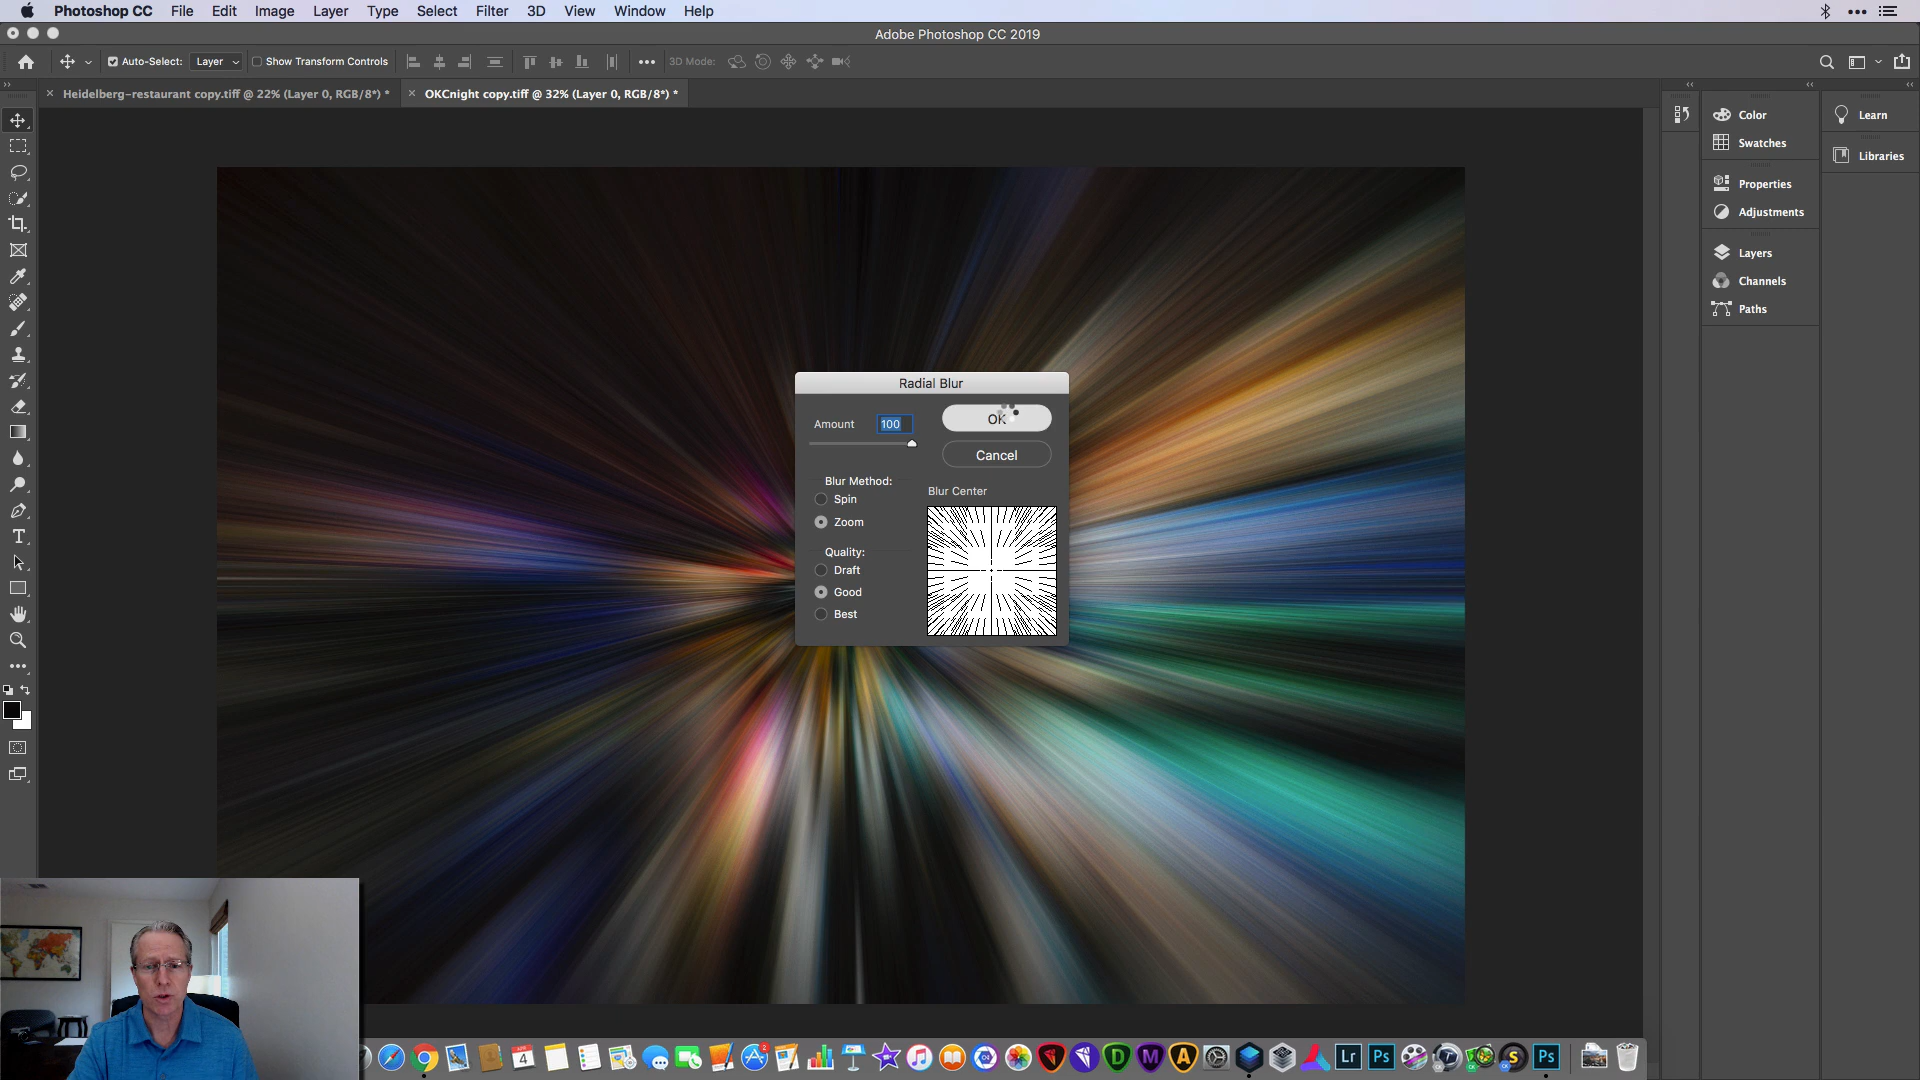 Photoshop CC File Edit Image Layer Type Select Filter 3D View Window Help
Adobe Photoshop CC 2019
Auto-Select: Layer Show Transform Controls 3D Mode:
Heidelberg-restaurant copy.tiff @ 22% (Layer 0, RGB/8*) *
OKCnight copy.tiff @ 32% (Layer 0, RGB/8*) *
Color
Swatches
Properties
Adjustments
Layers
Channels
Paths
Learn
Libraries
Radial Blur
Amount 100
OK
Cancel
Blur Method:
Spin
Zoom
Quality:
Draft
Good
Best
Blur Center
T
APR
4
2
D
M
A
Lr
Ps
T
S
Ps